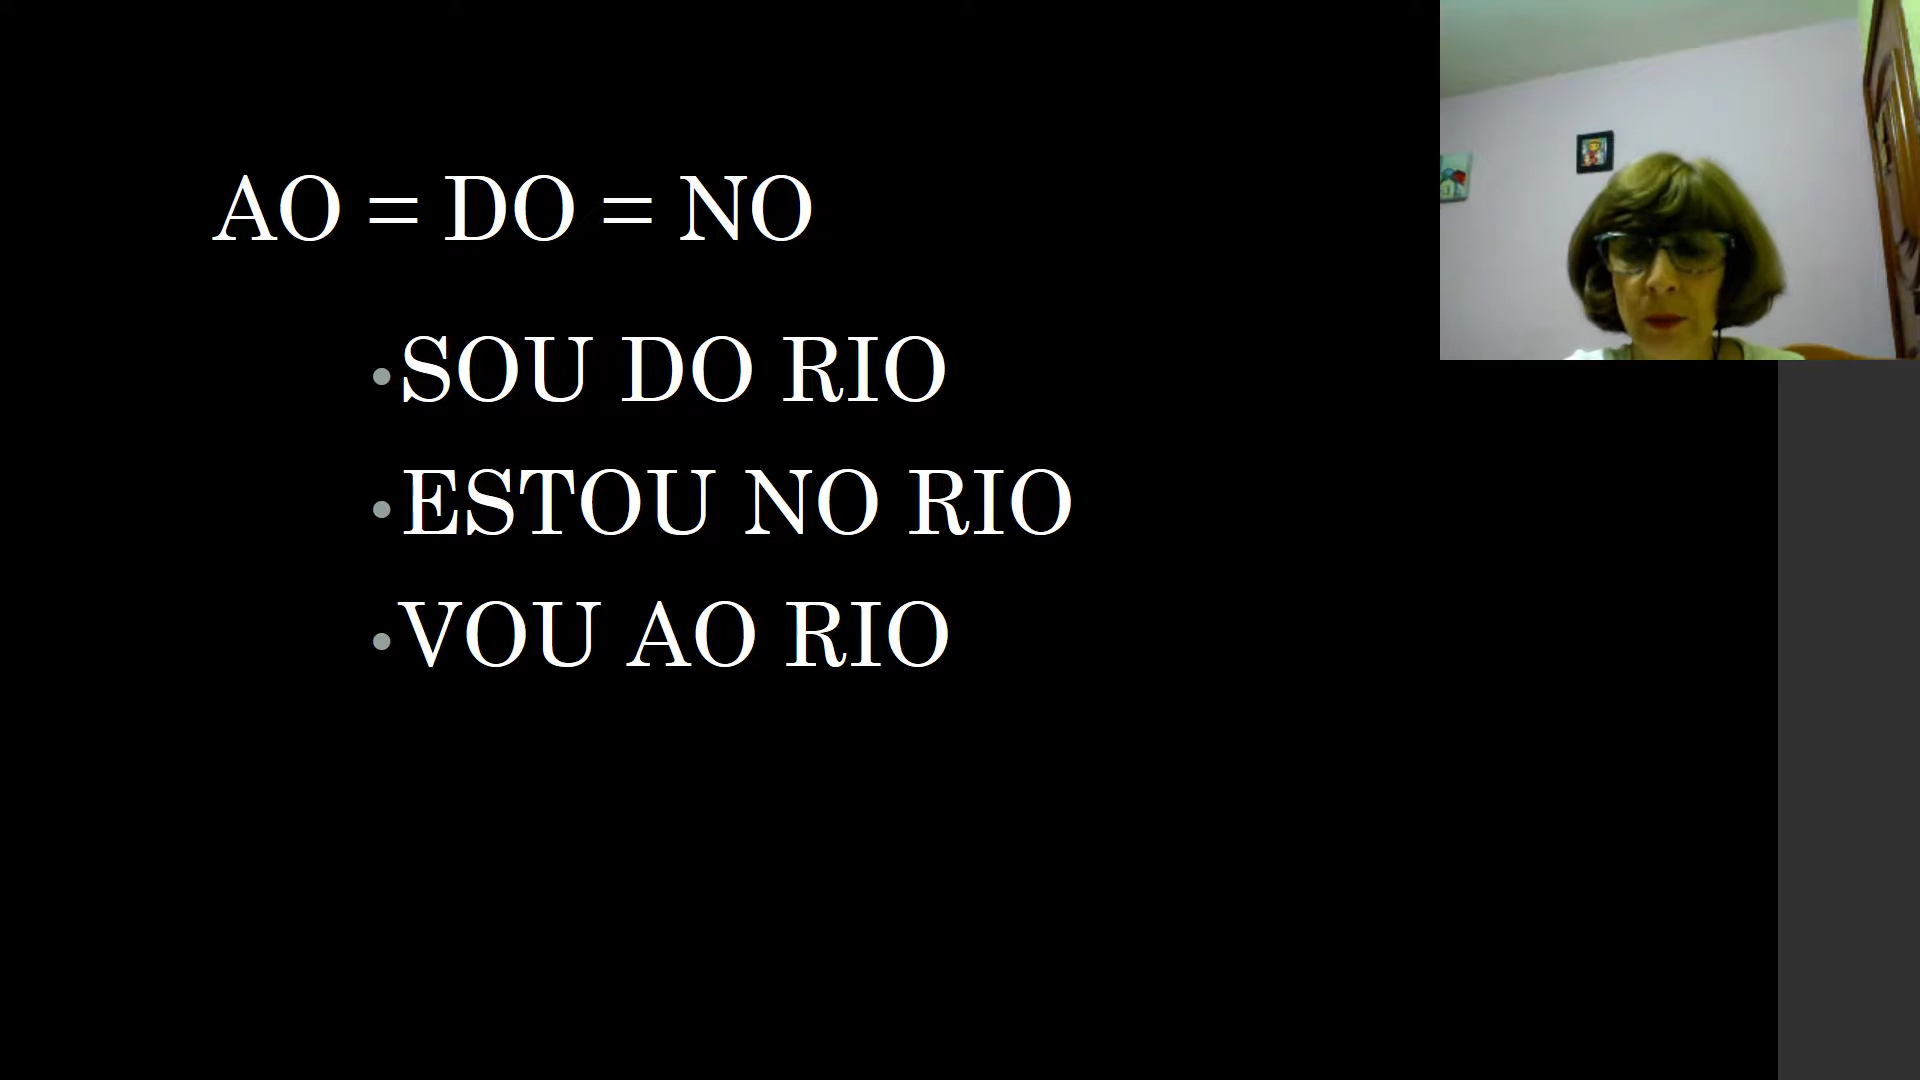 AO = DO = NO
•SOU DO RIO
•ESTOU NO RIO
•VOU AO RIO